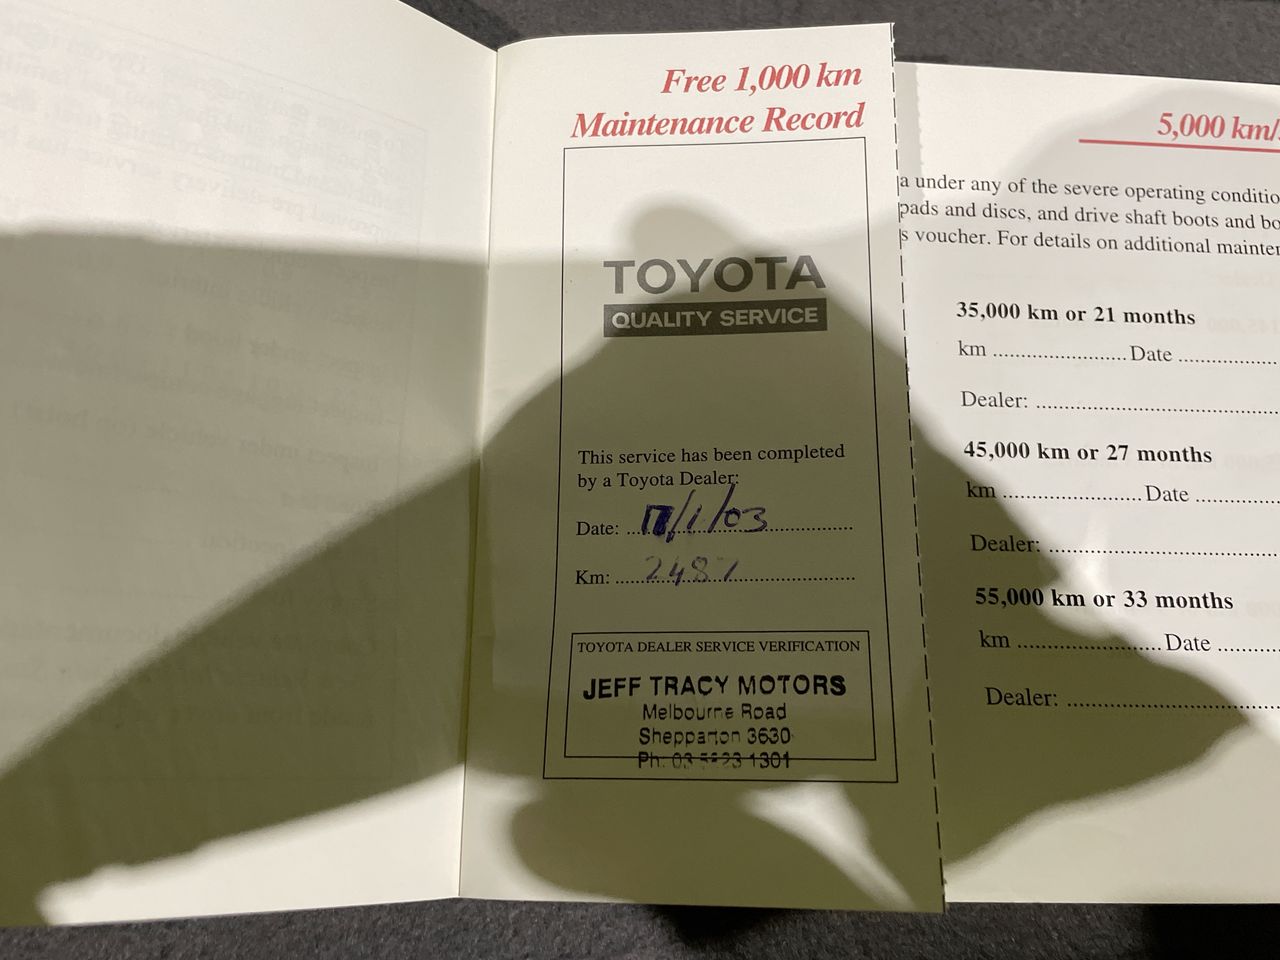 Free 1,000 km
Maintenance Record
TOYOTA
QUALITY SERVICE
This service has been completed
by a Toyota Dealer:
Date: .......... /1/03 ..........
Km: ..... 2487 ..........
TOYOTA DEALER SERVICE VERIFICATION
JEFF TRACY MOTORS
Melbourne Road
Shepparton 3630
Ph: 03 1301
5,000 km/
a under any of the severe operating conditio
pads and discs, and drive shaft boots and bo
s voucher. For details on additional mainten
35,000 km or 21 months
km ........................ Date ..................
Dealer: ..........................................
45,000 km or 27 months
km ......................... Date ...............
Dealer: ..........................................
55,000 km or 33 months
km .......................... Date ............
Dealer: .......................................